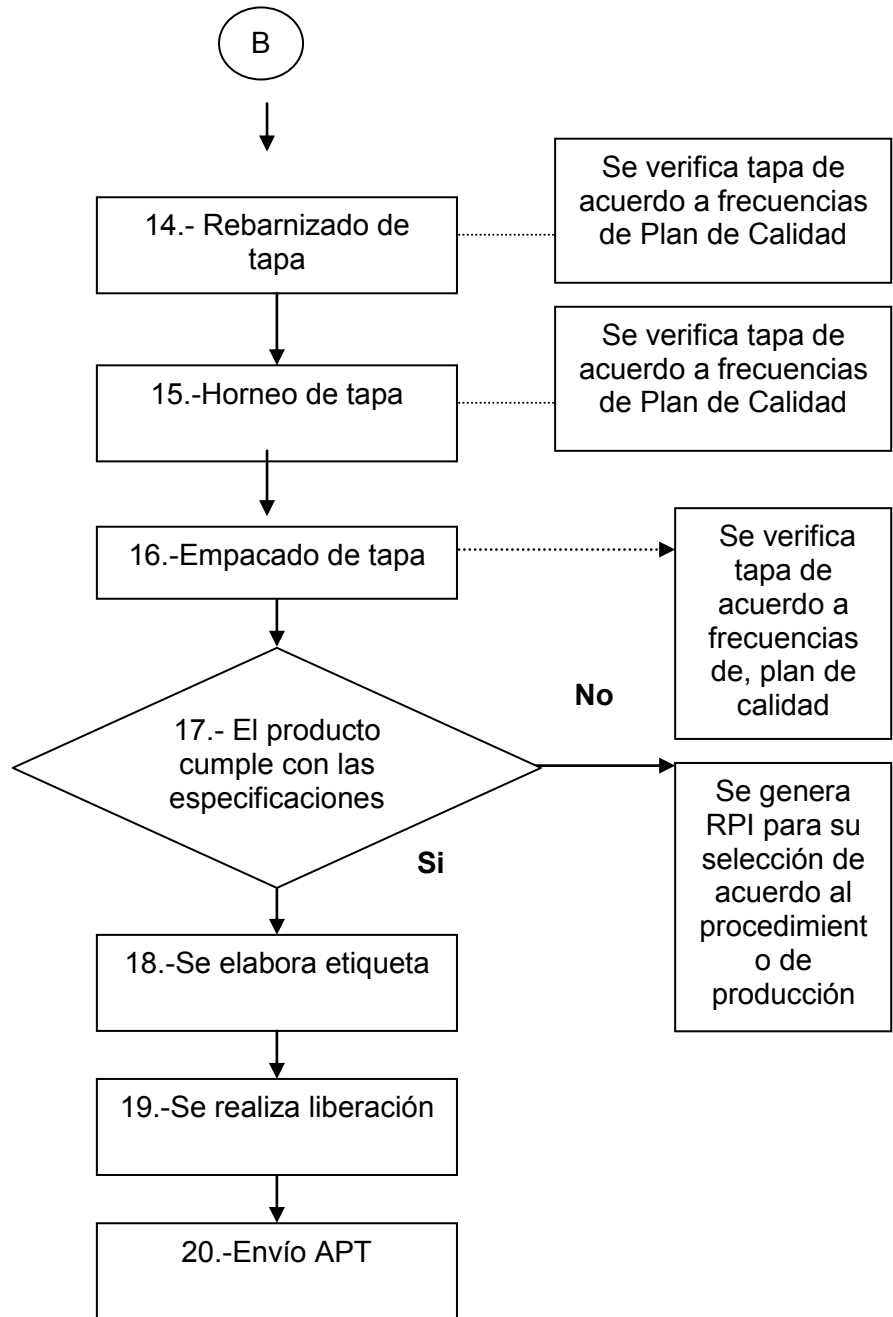 B
14.- Rebarnizado de
tapa
Se verifica tapa de
acuerdo a frecuencias
de Plan de Calidad
15.-Horneo de tapa
Se verifica tapa de
acuerdo a frecuencias
de Plan de Calidad
16.-Empacado de tapa
Se verifica
tapa de
acuerdo a
frecuencias
de, plan de
calidad
17.- El producto
cumple con las
especificaciones
No
Si
Se genera
RPI para su
selección de
acuerdo al
procedimient
o de
producción
18.-Se elabora etiqueta
19.-Se realiza liberación
20.-Envío APT